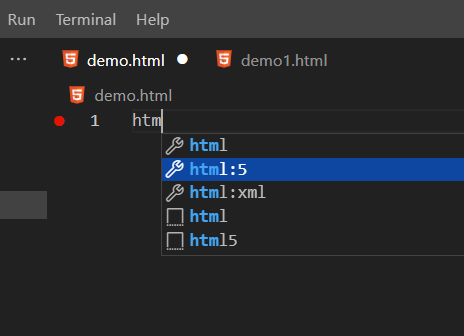 Run Terminal Help
... demo.html demo1.html
demo.html
1 htm
html
html:5
html:xml
html
html5